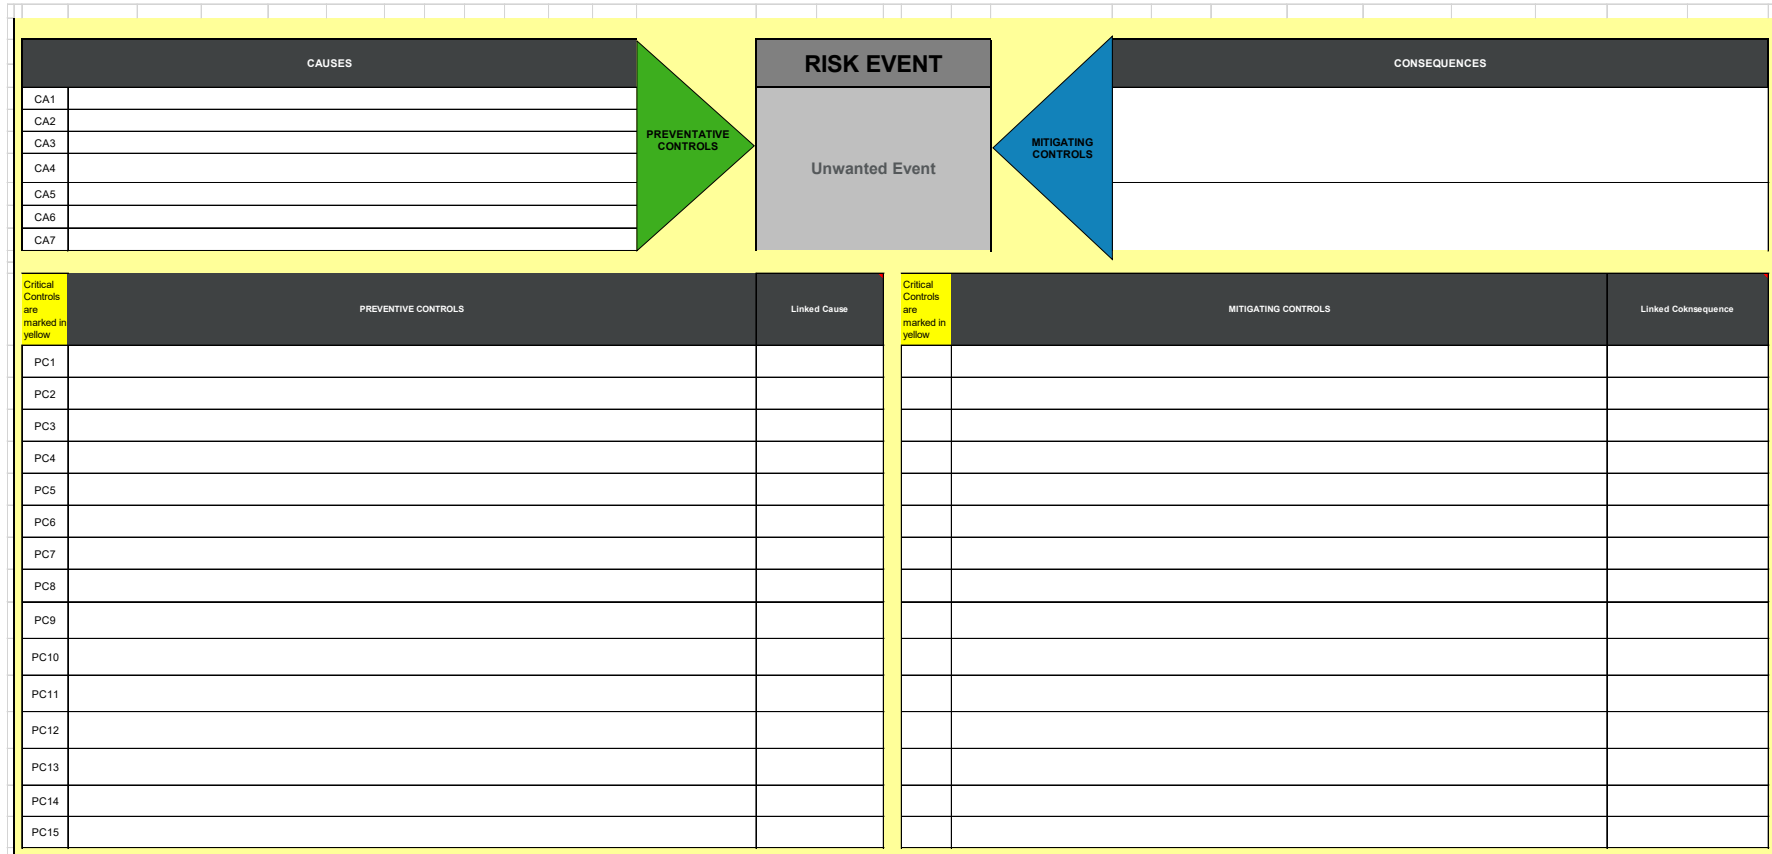 CAUSES
RISK EVENT
CONSEQUENCES
CA1
CA2
CA3
CA4
CA5
CA6
CA7
PREVENTATIVE
CONTROLS
Unwanted Event
MITIGATING
CONTROLS
Critical
Controls
are
marked in
yellow
PREVENTIVE CONTROLS
Linked Cause
Critical
Controls
are
marked in
yellow
MITIGATING CONTROLS
Linked Coknsequence
PC1
PC2
PC3
PC4
PC5
PC6
PC7
PC8
PC9
PC10
PC11
PC12
PC13
PC14
PC15